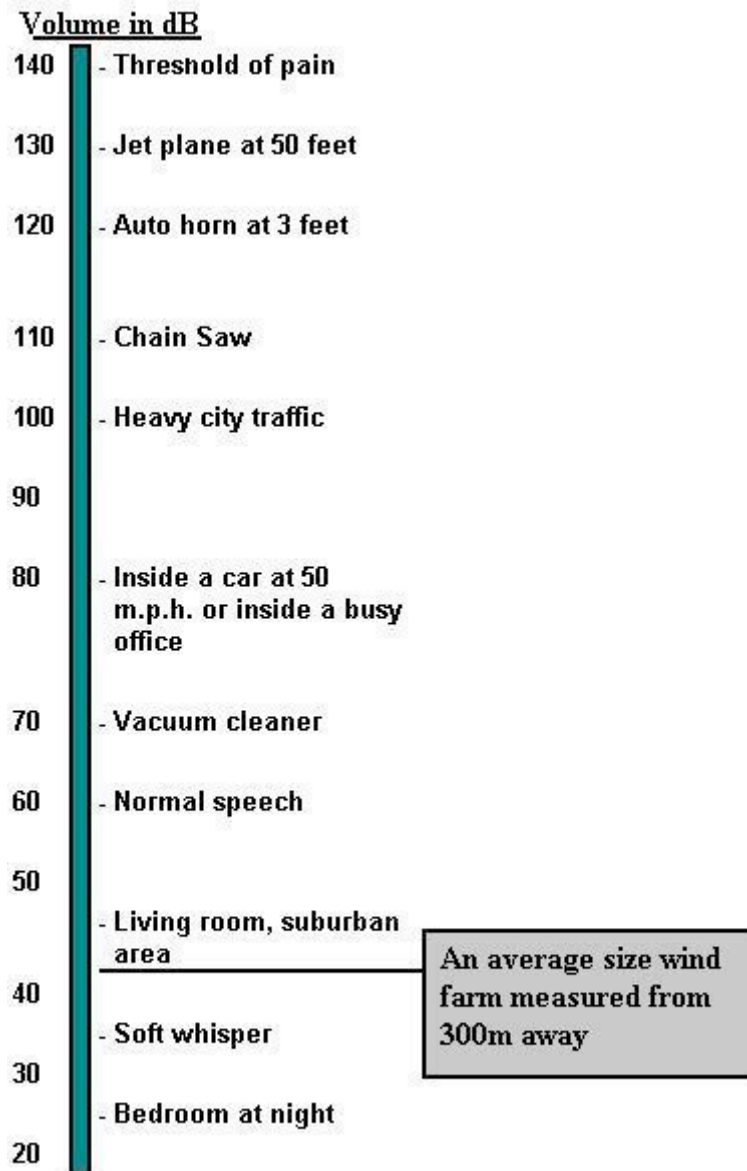 Volume in dB
140 - Threshold of pain
130 - Jet plane at 50 feet
120 - Auto horn at 3 feet
110 - Chain Saw
100 - Heavy city traffic
90
80 - Inside a car at 50
m.p.h. or inside a busy
office
70 - Vacuum cleaner
60 - Normal speech
50
- Living room, suburban
area
An average size wind
farm measured from
300m away
40
- Soft whisper
30
- Bedroom at night
20